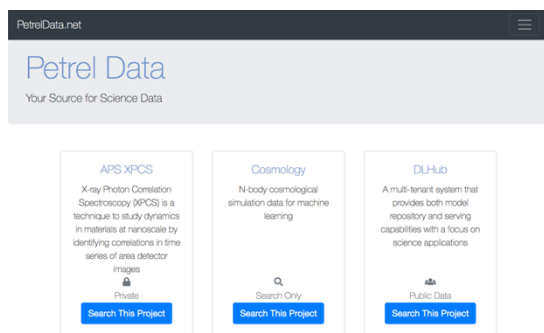 PetrelData.net
Petrel Data
Your Source for Science Data
APS XPCS
X-ray Photon Correlation
Spectroscopy (XPCS) is a
technique to study dynamics
in materials at nanoscale by
identifying correlations in time
series of area detector
images
Private
Search This Project
Cosmology
N-body cosmological
simulation data for machine
learning
Search Only
Search This Project
DLHub
A multi-tenant system that
provides both model
repository and serving
capabilities with a focus on
science applications
Public Data
Search This Project